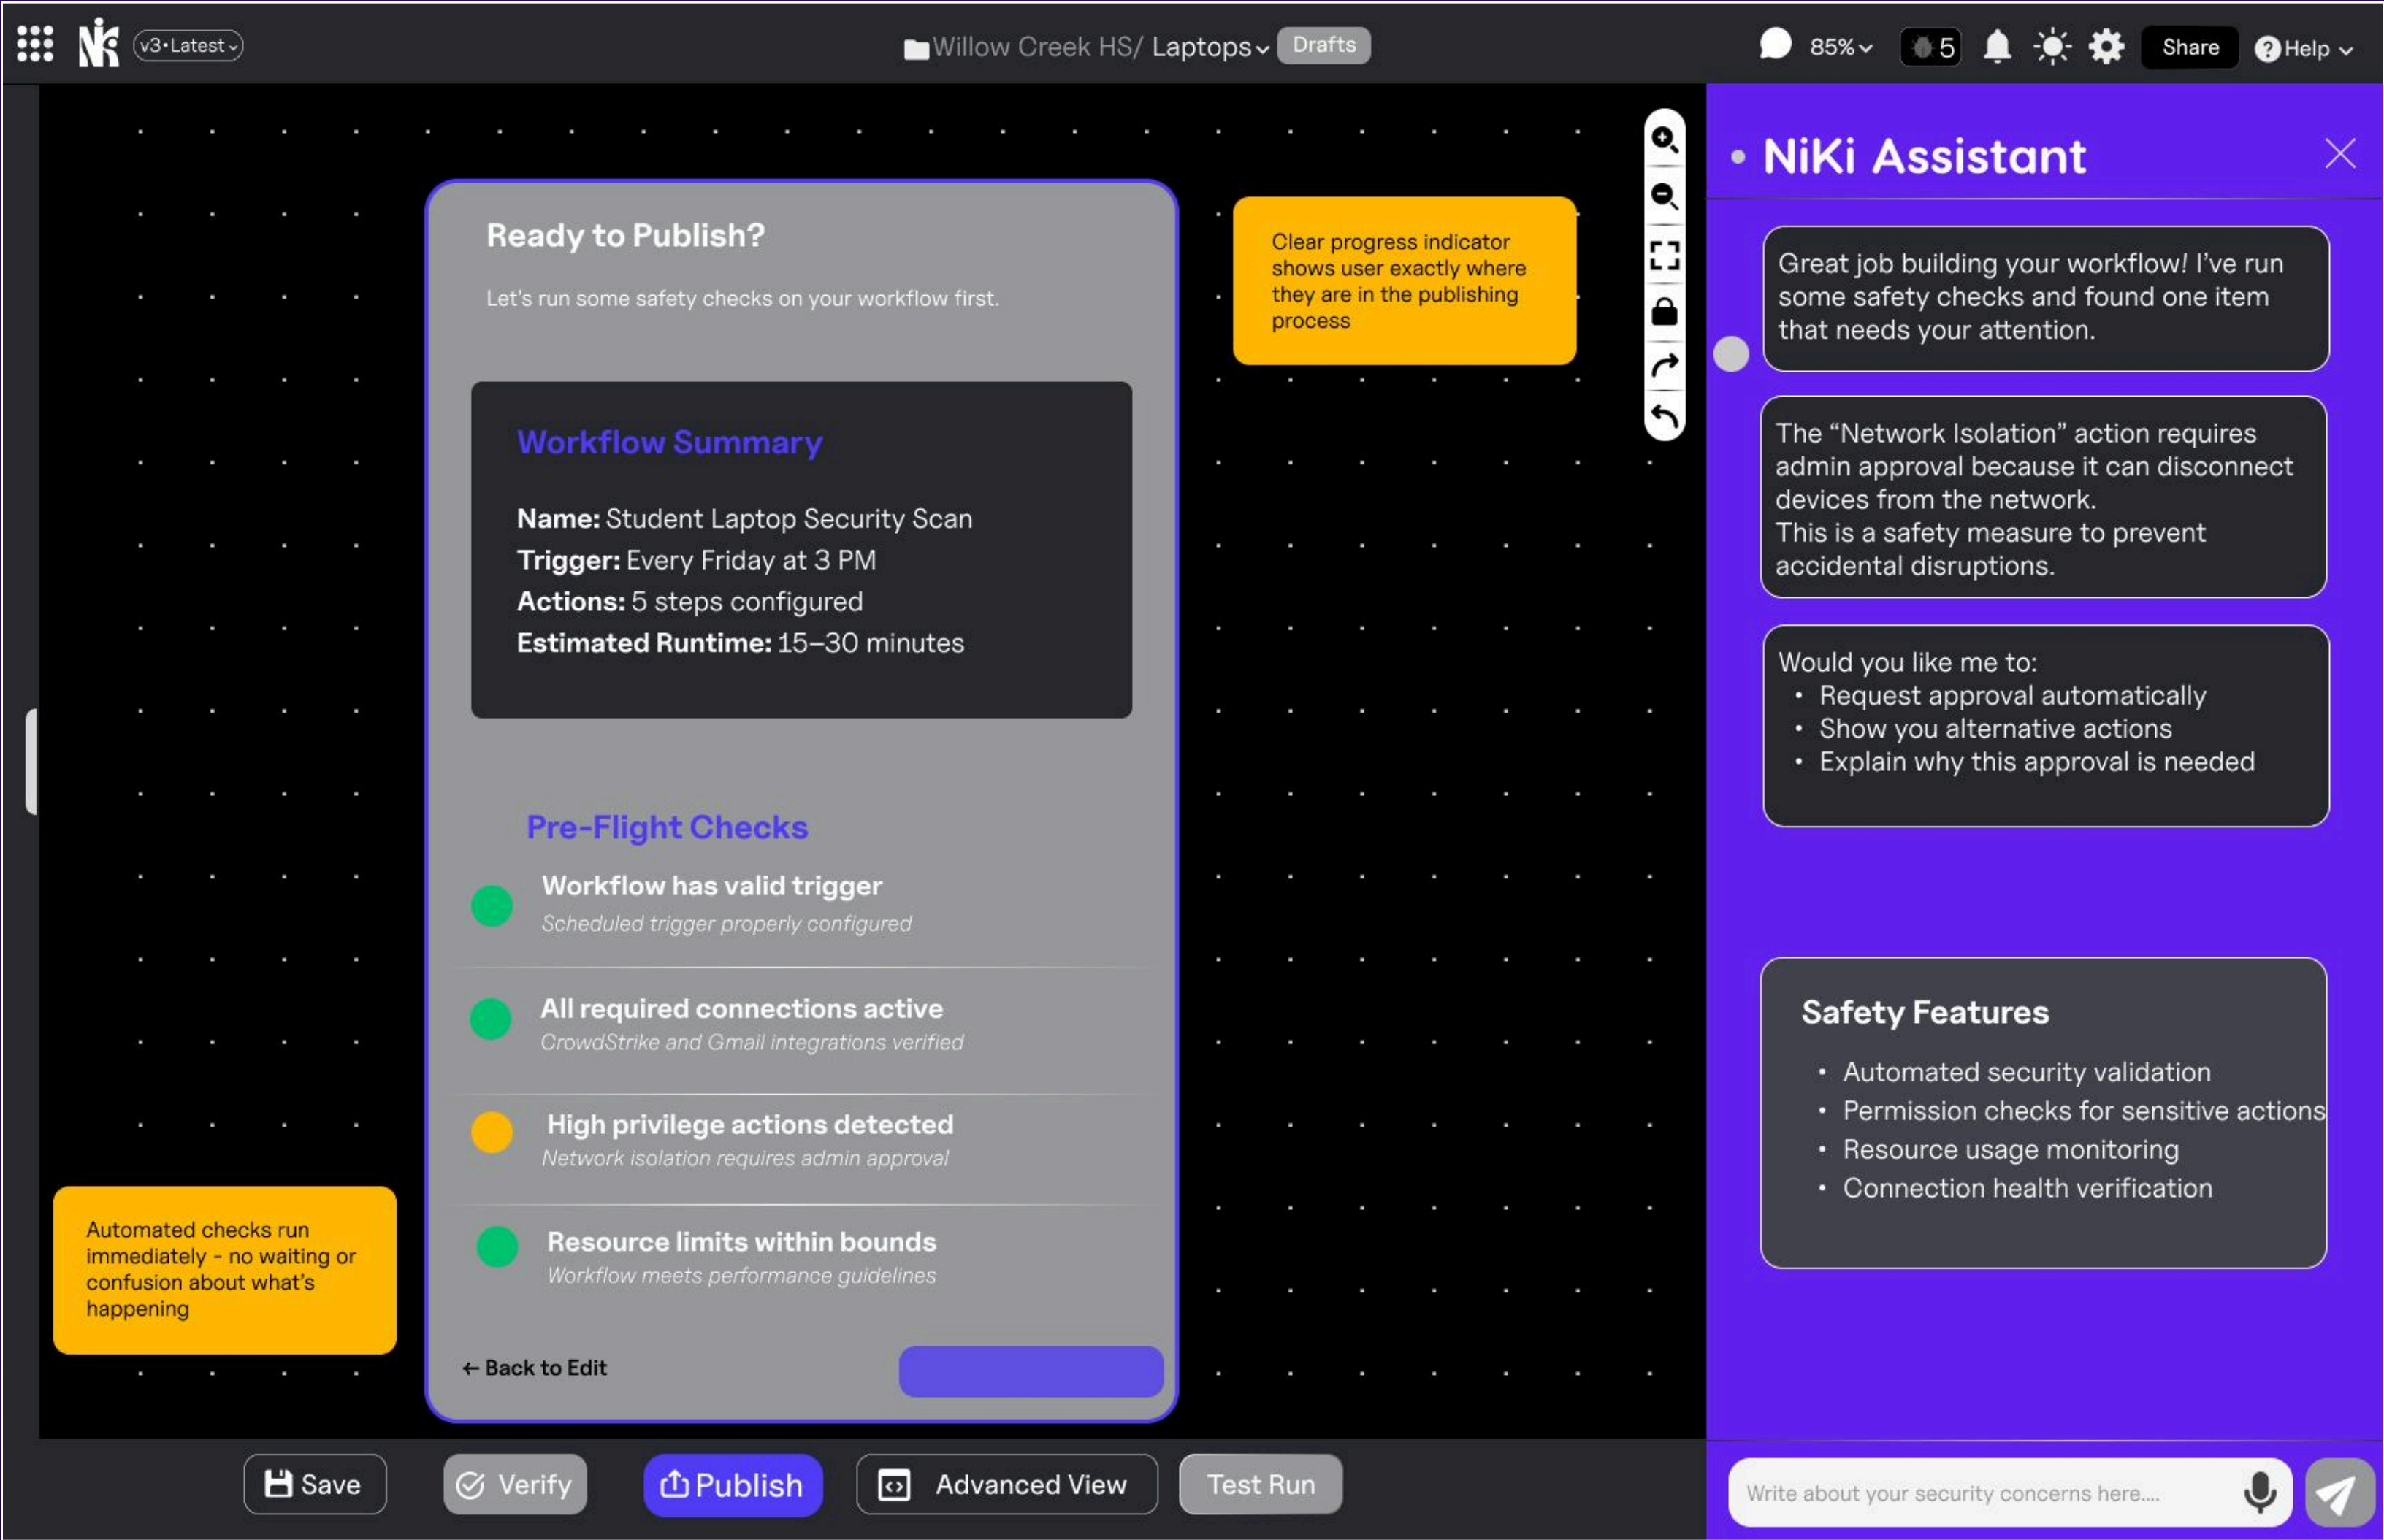 NiK
v3•Latest
Willow Creek HS/ Laptops
Drafts
85%
5
Share
Help
Ready to Publish?
Let's run some safety checks on your workflow first.
Workflow Summary
Name: Student Laptop Security Scan
Trigger: Every Friday at 3 PM
Actions: 5 steps configured
Estimated Runtime: 15–30 minutes
Pre-Flight Checks
Workflow has valid trigger
Scheduled trigger properly configured
All required connections active
CrowdStrike and Gmail integrations verified
High privilege actions detected
Network isolation requires admin approval
Resource limits within bounds
Workflow meets performance guidelines
← Back to Edit
Clear progress indicator
shows user exactly where
they are in the publishing
process
Automated checks run
immediately - no waiting or
confusion about what's
happening
Save
Verify
Publish
Advanced View
Test Run
NiKi Assistant
Great job building your workflow! I've run
some safety checks and found one item
that needs your attention.
The “Network Isolation” action requires
admin approval because it can disconnect
devices from the network.
This is a safety measure to prevent
accidental disruptions.
Would you like me to:
• Request approval automatically
• Show you alternative actions
• Explain why this approval is needed
Safety Features
• Automated security validation
• Permission checks for sensitive actions
• Resource usage monitoring
• Connection health verification
Write about your security concerns here....